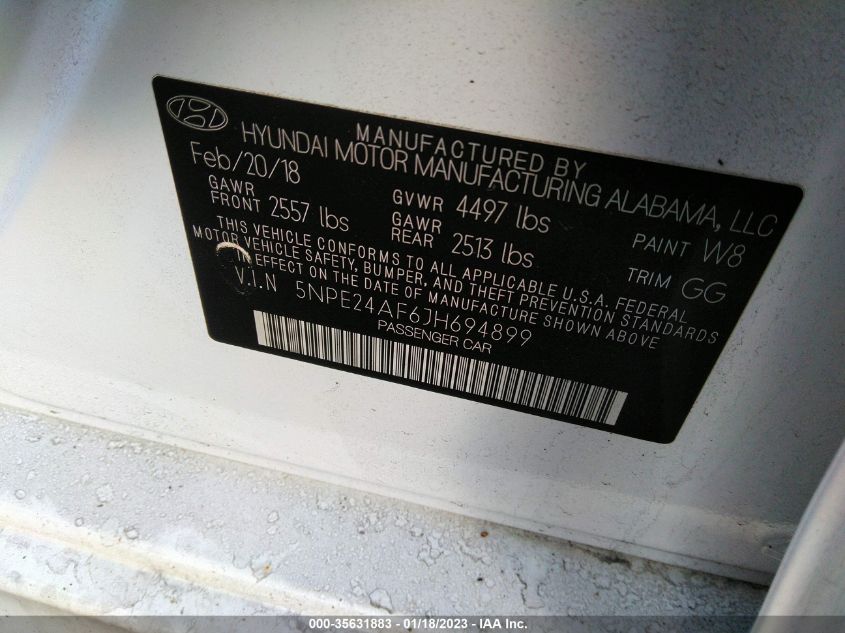 MANUFACTURED BY
HYUNDAI MOTOR MANUFACTURING ALABAMA, LLC
Feb/20/18
GAWR FRONT 2557 lbs
GVWR 4497 lbs
GAWR REAR 2513 lbs
PAINT W8
TRIM GG
THIS VEHICLE CONFORMS TO ALL APPLICABLE U.S.A. FEDERAL
MOTOR VEHICLE SAFETY, BUMPER, AND THEFT PREVENTION STANDARDS
IN EFFECT ON THE DATE OF MANUFACTURE SHOWN ABOVE
V.I.N 5NPE24AF6JH694899
PASSENGER CAR
000-35631883 - 01/18/2023 - IAA Inc.